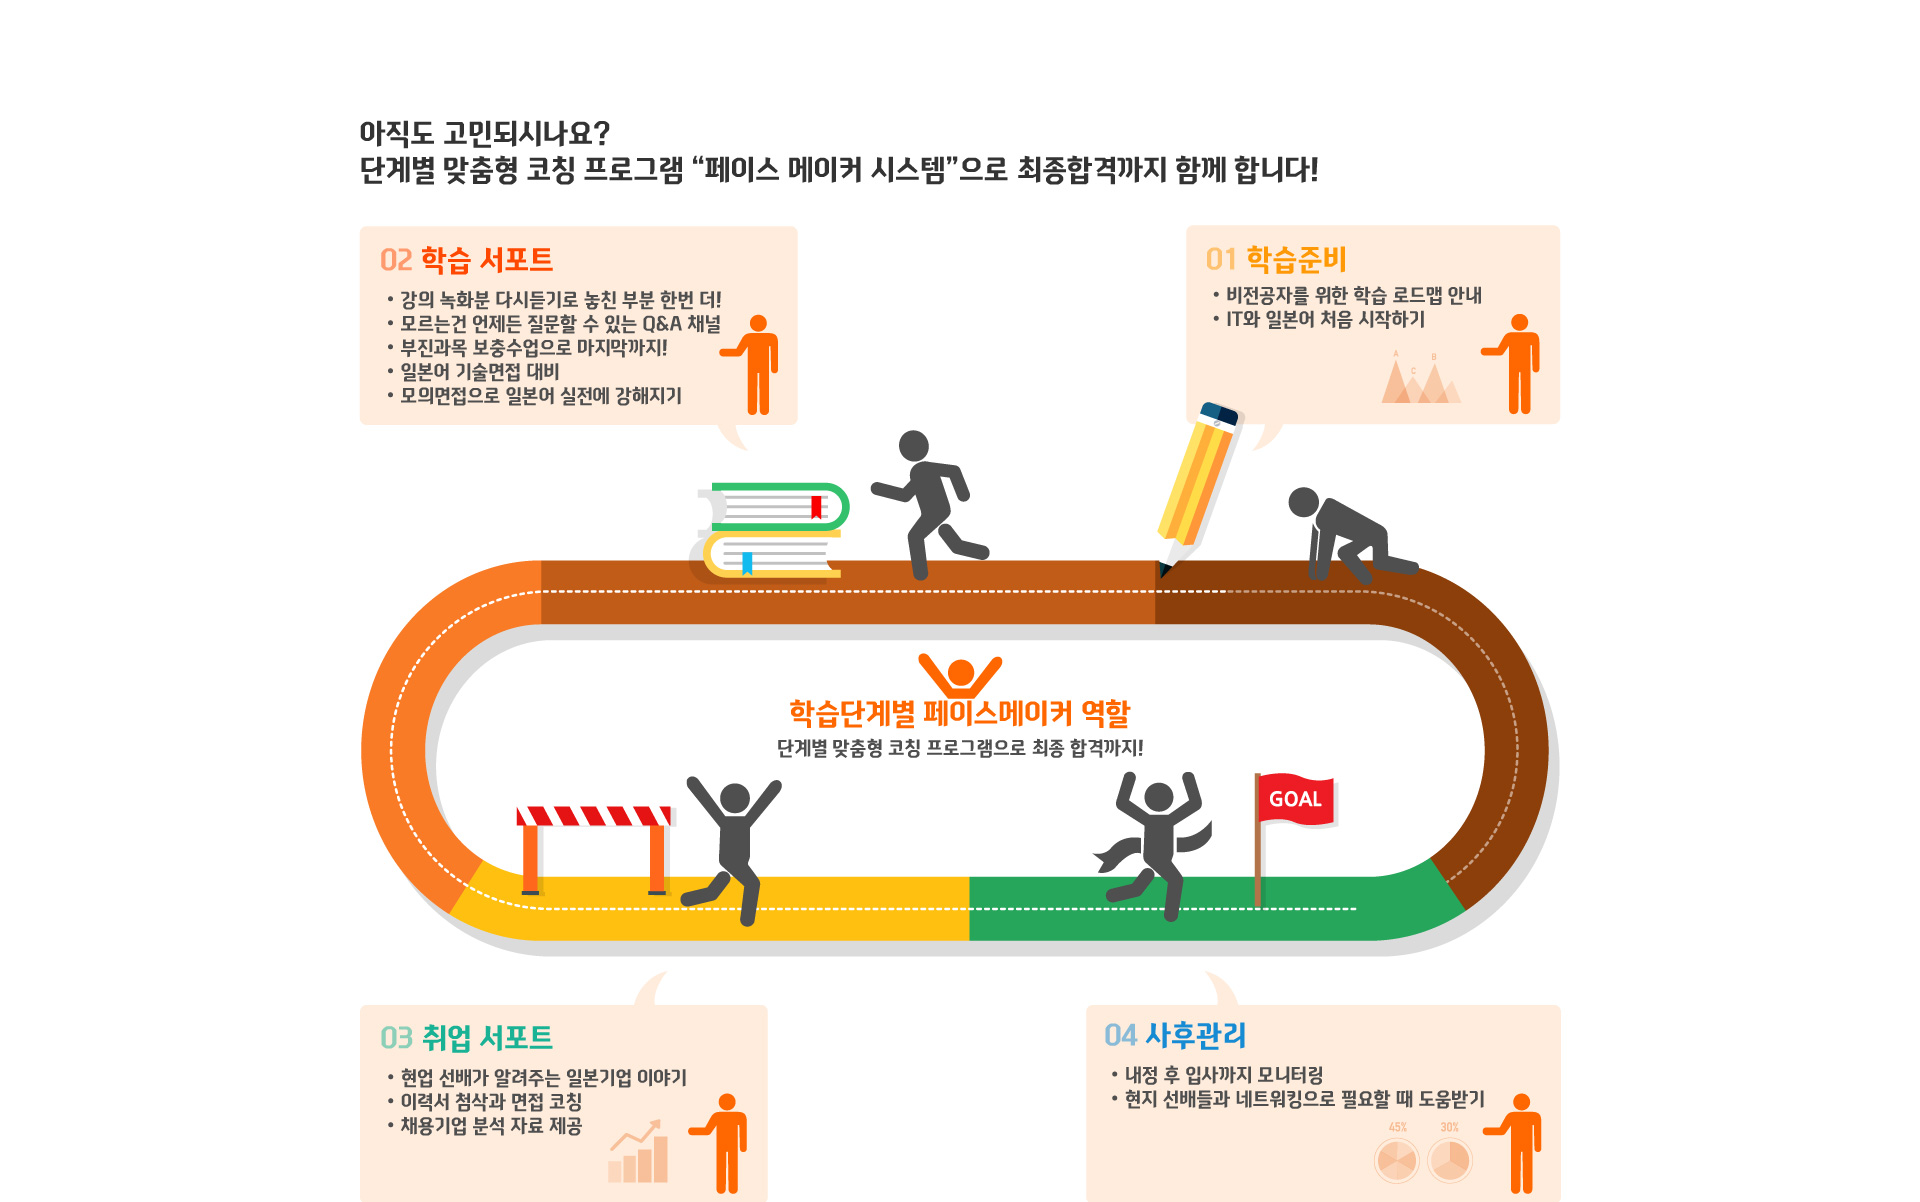 아직도 고민되시나요?
단계별 맞춤형 코칭 프로그램 “페이스 메이커 시스템”으로 최종합격까지 함께 합니다!
02 학습 서포트
• 강의 녹화분 다시듣기로 놓친 부분 한번 더!
• 모르는건 언제든 질문할 수 있는 Q&A 채널
• 부진과목 보충수업으로 마지막까지!
• 일본어 기술면접 대비
• 모의면접으로 일본어 실전에 강해지기
01 학습준비
• 비전공자를 위한 학습 로드맵 안내
• IT와 일본어 처음 시작하기
A
B
C
학습단계별 페이스메이커 역할
단계별 맞춤형 코칭 프로그램으로 최종 합격까지!
GOAL
03 취업 서포트
• 현업 선배가 알려주는 일본기업 이야기
• 이력서 첨삭과 면접 코칭
• 채용기업 분석 자료 제공
04 사후관리
• 내정 후 입사까지 모니터링
• 현지 선배들과 네트워킹으로 필요할 때 도움받기
45%
30%